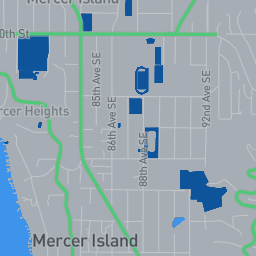 Mercer Island
0th St
85th Ave SE
86th Ave SE
92nd Ave SE
cer Heights
88th Ave SE
Mercer Island